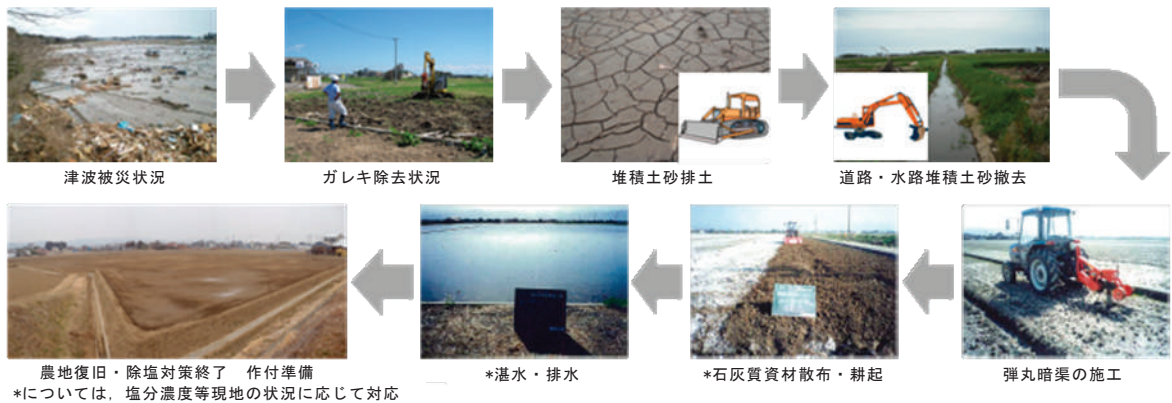 津波被災状況
ガレキ除去状況
堆積土砂排土
道路・水路堆積土砂撤去
弾丸暗渠の施工
*石灰質資材散布・耕起
*湛水・排水
農地復旧・除塩対策終了　作付準備
*については，塩分濃度等現地の状況に応じて対応